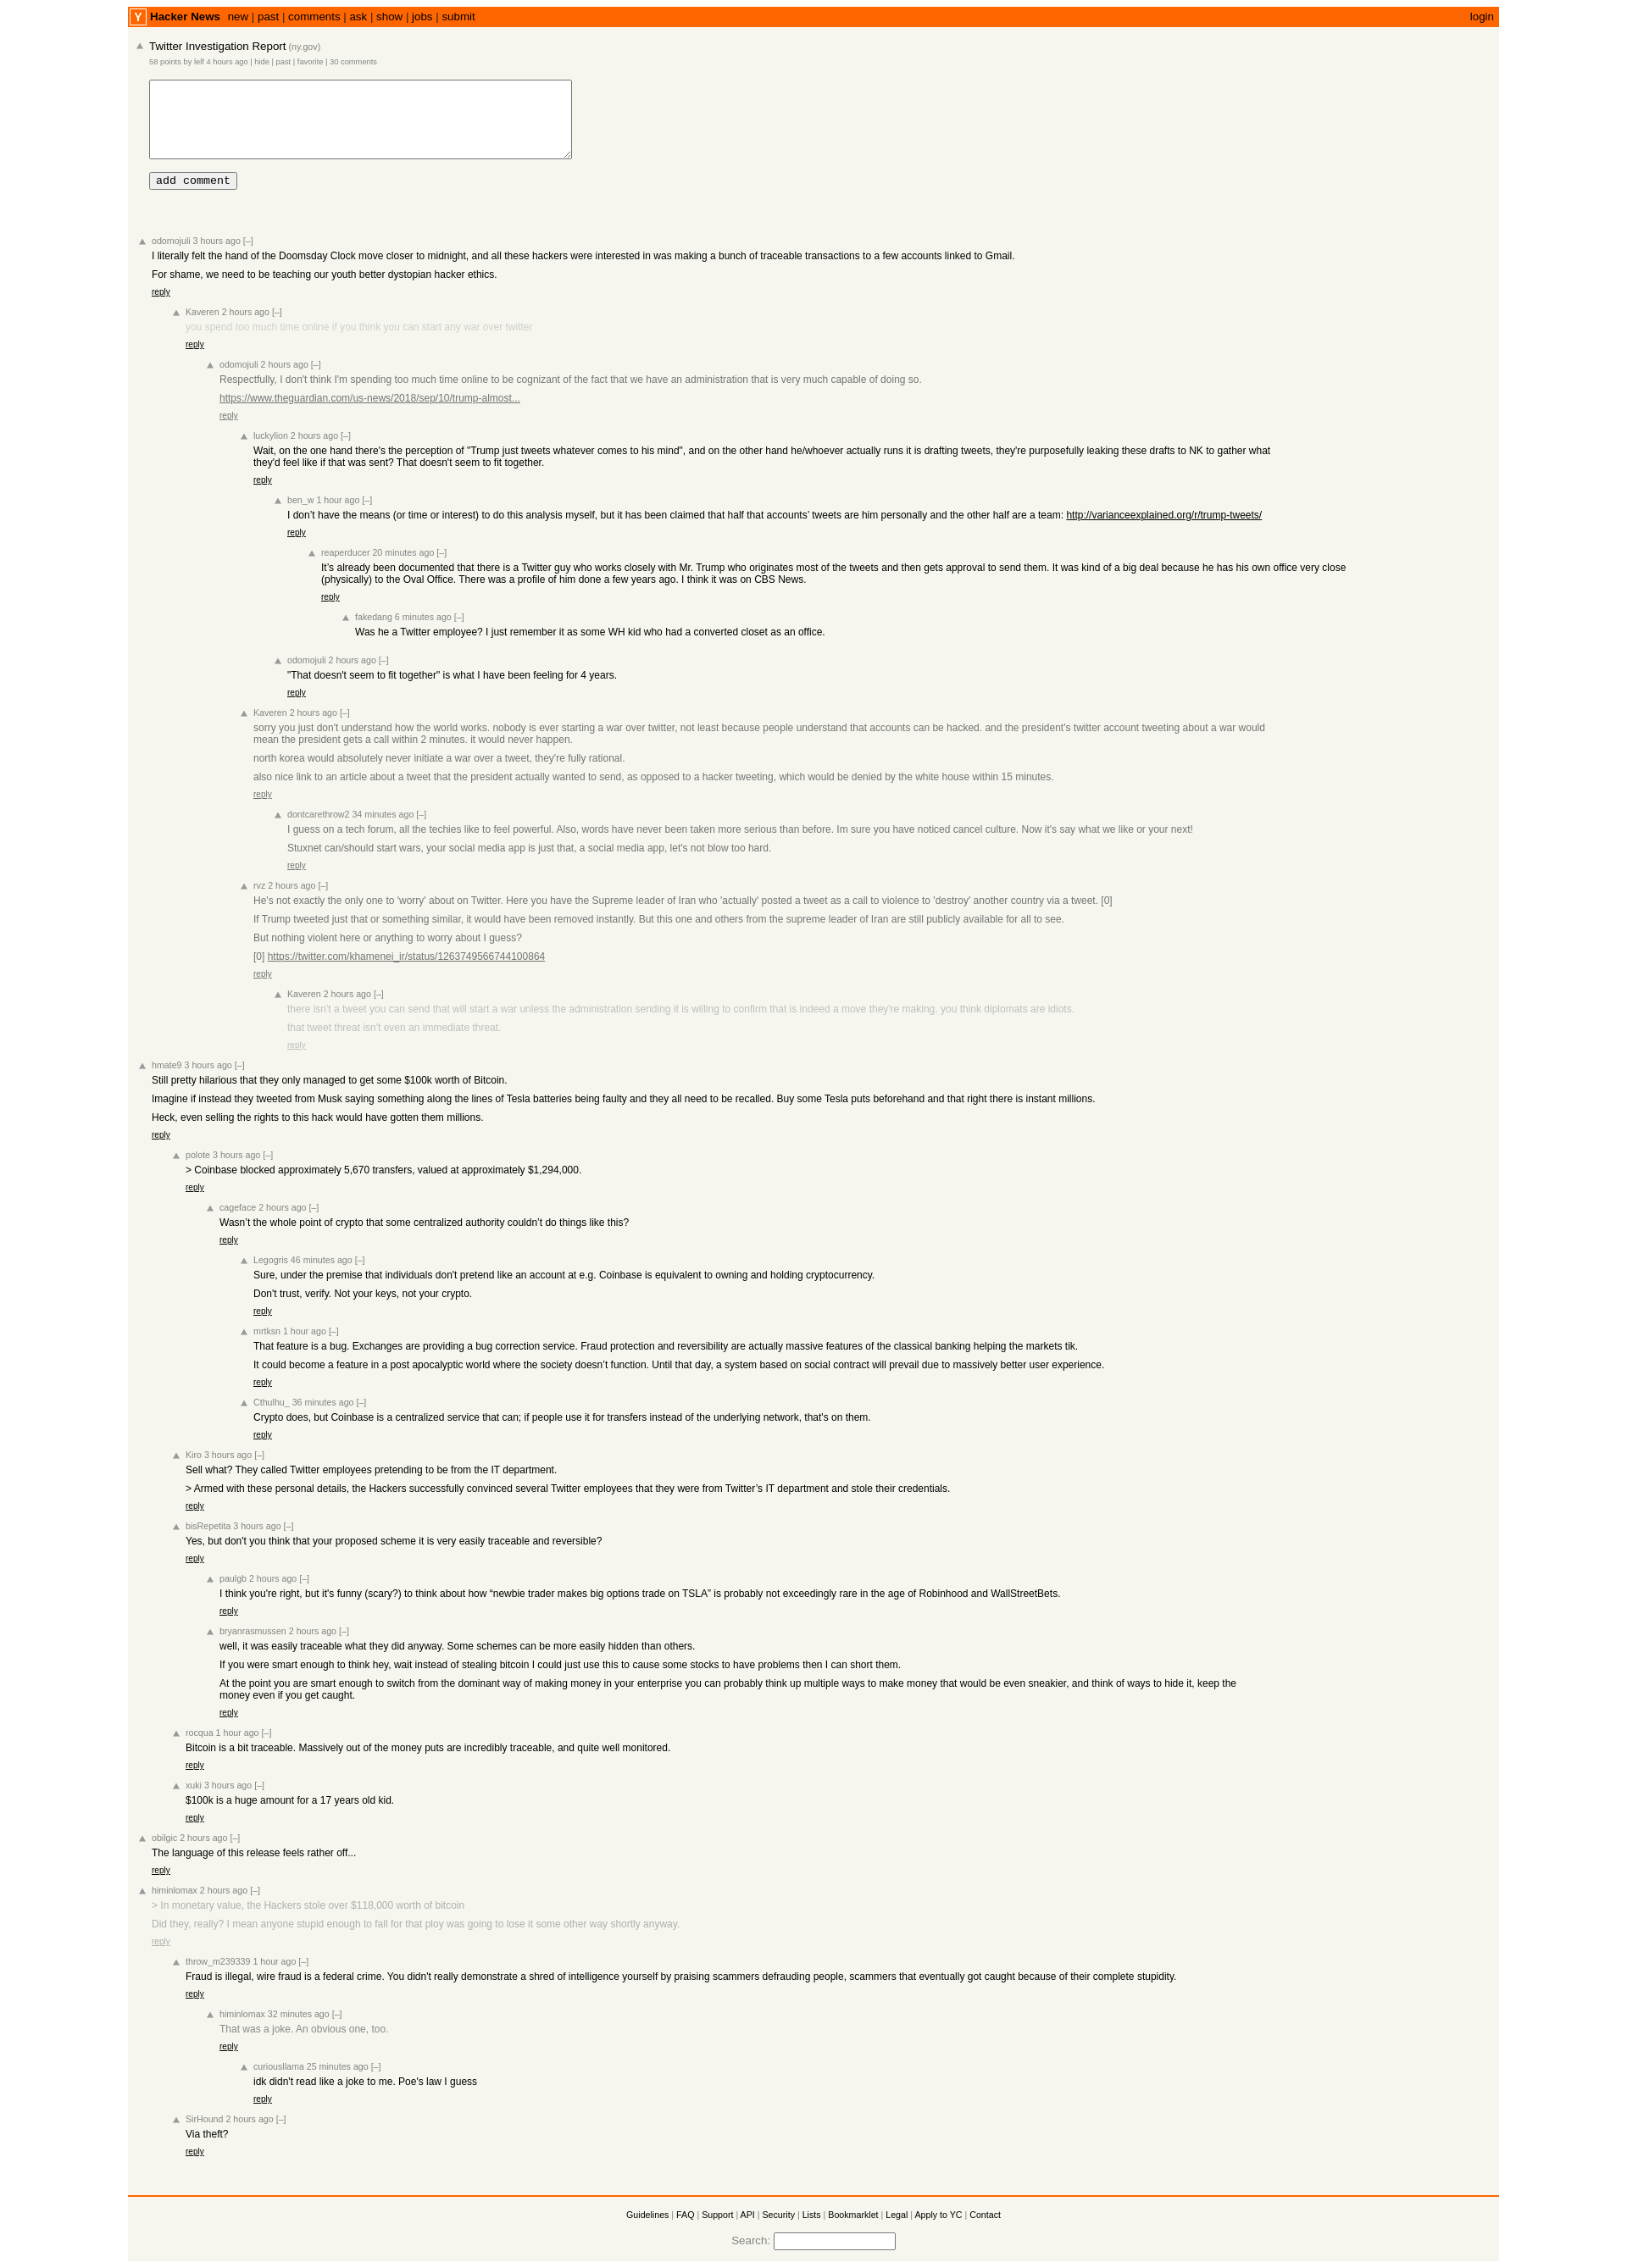 Y Hacker News new | past | comments | ask | show | jobs | submit login
Twitter Investigation Report (ny.gov)
58 points by lelf 4 hours ago | hide | past | favorite | 30 comments
add comment
odomojuli 3 hours ago [–]
I literally felt the hand of the Doomsday Clock move closer to midnight, and all these hackers were interested in was making a bunch of traceable transactions to a few accounts linked to Gmail.
For shame, we need to be teaching our youth better dystopian hacker ethics.
reply
Kaveren 2 hours ago [–]
you spend too much time online if you think you can start any war over twitter
reply
odomojuli 2 hours ago [–]
Respectfully, I don't think I'm spending too much time online to be cognizant of the fact that we have an administration that is very much capable of doing so.
https://www.theguardian.com/us-news/2018/sep/10/trump-almost...
reply
luckylion 2 hours ago [–]
Wait, on the one hand there's the perception of "Trump just tweets whatever comes to his mind", and on the other hand he/whoever actually runs it is drafting tweets, they're purposefully leaking these drafts to NK to gather what
they'd feel like if that was sent? That doesn't seem to fit together.
reply
ben_w 1 hour ago [–]
I don’t have the means (or time or interest) to do this analysis myself, but it has been claimed that half that accounts’ tweets are him personally and the other half are a team: http://varianceexplained.org/r/trump-tweets/
reply
reaperducer 20 minutes ago [–]
It’s already been documented that there is a Twitter guy who works closely with Mr. Trump who originates most of the tweets and then gets approval to send them. It was kind of a big deal because he has his own office very close
(physically) to the Oval Office. There was a profile of him done a few years ago. I think it was on CBS News.
reply
fakedang 6 minutes ago [–]
Was he a Twitter employee? I just remember it as some WH kid who had a converted closet as an office.
odomojuli 2 hours ago [–]
"That doesn't seem to fit together" is what I have been feeling for 4 years.
reply
Kaveren 2 hours ago [–]
sorry you just don't understand how the world works. nobody is ever starting a war over twitter, not least because people understand that accounts can be hacked. and the president's twitter account tweeting about a war would
mean the president gets a call within 2 minutes. it would never happen.
north korea would absolutely never initiate a war over a tweet, they're fully rational.
also nice link to an article about a tweet that the president actually wanted to send, as opposed to a hacker tweeting, which would be denied by the white house within 15 minutes.
reply
dontcarethrow2 34 minutes ago [–]
I guess on a tech forum, all the techies like to feel powerful. Also, words have never been taken more serious than before. Im sure you have noticed cancel culture. Now it's say what we like or your next!
Stuxnet can/should start wars, your social media app is just that, a social media app, let's not blow too hard.
reply
rvz 2 hours ago [–]
He's not exactly the only one to 'worry' about on Twitter. Here you have the Supreme leader of Iran who 'actually' posted a tweet as a call to violence to 'destroy' another country via a tweet. [0]
If Trump tweeted just that or something similar, it would have been removed instantly. But this one and others from the supreme leader of Iran are still publicly available for all to see.
But nothing violent here or anything to worry about I guess?
[0] https://twitter.com/khamenei_ir/status/1263749566744100864
reply
Kaveren 2 hours ago [–]
there isn't a tweet you can send that will start a war unless the administration sending it is willing to confirm that is indeed a move they're making. you think diplomats are idiots.
that tweet threat isn't even an immediate threat.
reply
hmate9 3 hours ago [–]
Still pretty hilarious that they only managed to get some $100k worth of Bitcoin.
Imagine if instead they tweeted from Musk saying something along the lines of Tesla batteries being faulty and they all need to be recalled. Buy some Tesla puts beforehand and that right there is instant millions.
Heck, even selling the rights to this hack would have gotten them millions.
reply
polote 3 hours ago [–]
> Coinbase blocked approximately 5,670 transfers, valued at approximately $1,294,000.
reply
cageface 2 hours ago [–]
Wasn’t the whole point of crypto that some centralized authority couldn’t do things like this?
reply
Legogris 46 minutes ago [–]
Sure, under the premise that individuals don't pretend like an account at e.g. Coinbase is equivalent to owning and holding cryptocurrency.
Don't trust, verify. Not your keys, not your crypto.
reply
mrtksn 1 hour ago [–]
That feature is a bug. Exchanges are providing a bug correction service. Fraud protection and reversibility are actually massive features of the classical banking helping the markets tik.
It could become a feature in a post apocalyptic world where the society doesn’t function. Until that day, a system based on social contract will prevail due to massively better user experience.
reply
Cthulhu_ 36 minutes ago [–]
Crypto does, but Coinbase is a centralized service that can; if people use it for transfers instead of the underlying network, that's on them.
reply
Kiro 3 hours ago [–]
Sell what? They called Twitter employees pretending to be from the IT department.
> Armed with these personal details, the Hackers successfully convinced several Twitter employees that they were from Twitter’s IT department and stole their credentials.
reply
bisRepetita 3 hours ago [–]
Yes, but don't you think that your proposed scheme it is very easily traceable and reversible?
reply
paulgb 2 hours ago [–]
I think you're right, but it's funny (scary?) to think about how “newbie trader makes big options trade on TSLA” is probably not exceedingly rare in the age of Robinhood and WallStreetBets.
reply
bryanrasmussen 2 hours ago [–]
well, it was easily traceable what they did anyway. Some schemes can be more easily hidden than others.
If you were smart enough to think hey, wait instead of stealing bitcoin I could just use this to cause some stocks to have problems then I can short them.
At the point you are smart enough to switch from the dominant way of making money in your enterprise you can probably think up multiple ways to make money that would be even sneakier, and think of ways to hide it, keep the
money even if you get caught.
reply
rocqua 1 hour ago [–]
Bitcoin is a bit traceable. Massively out of the money puts are incredibly traceable, and quite well monitored.
reply
xuki 3 hours ago [–]
$100k is a huge amount for a 17 years old kid.
reply
obilgic 2 hours ago [–]
The language of this release feels rather off...
reply
himinlomax 2 hours ago [–]
> In monetary value, the Hackers stole over $118,000 worth of bitcoin
Did they, really? I mean anyone stupid enough to fall for that ploy was going to lose it some other way shortly anyway.
reply
throw_m239339 1 hour ago [–]
Fraud is illegal, wire fraud is a federal crime. You didn't really demonstrate a shred of intelligence yourself by praising scammers defrauding people, scammers that eventually got caught because of their complete stupidity.
reply
himinlomax 32 minutes ago [–]
That was a joke. An obvious one, too.
reply
curiousllama 25 minutes ago [–]
idk didn't read like a joke to me. Poe's law I guess
reply
SirHound 2 hours ago [–]
Via theft?
reply
Guidelines | FAQ | Support | API | Security | Lists | Bookmarklet | Legal | Apply to YC | Contact
Search: